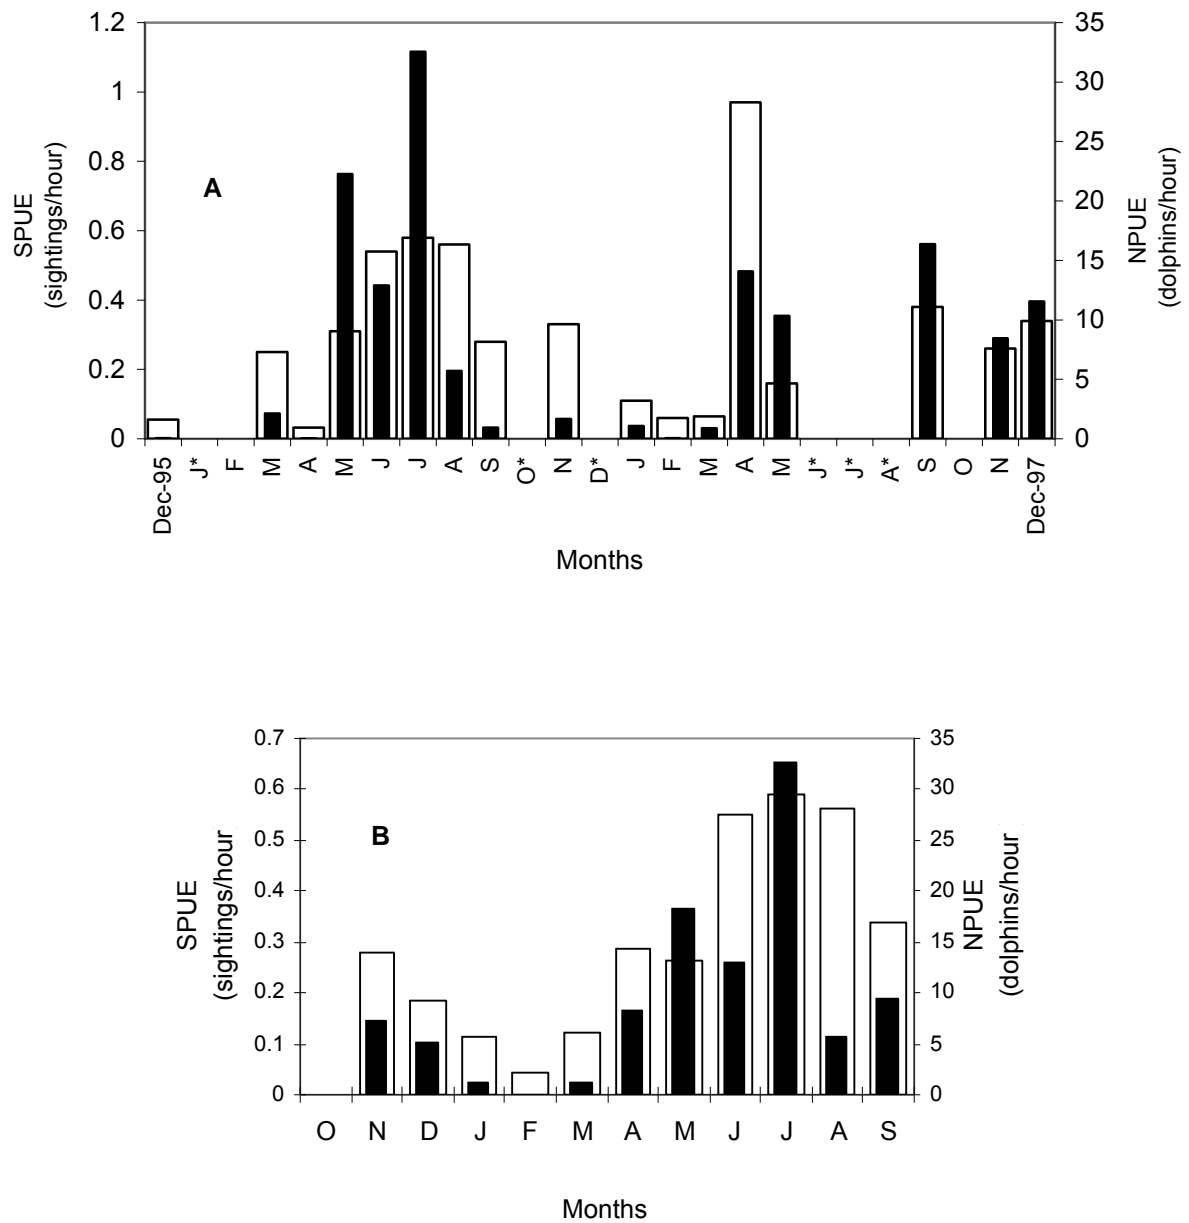 1.2
1
0.8
0.6
0.4
0.2
0
SPUE
(sightings/hour)
A
35
30
25
20
15
10
5
0
NPUE
(dolphins/hour)
Dec-95 J* F M A M J J A S O* N D* J F M A M J* J* A* S O N Dec-97
Months
0.7
0.6
0.5
0.4
0.3
0.2
0.1
0
SPUE
(sightings/hour
B
35
30
25
20
15
10
5
0
NPUE
(dolphins/hour
O N D J F M A M J J A S
Months